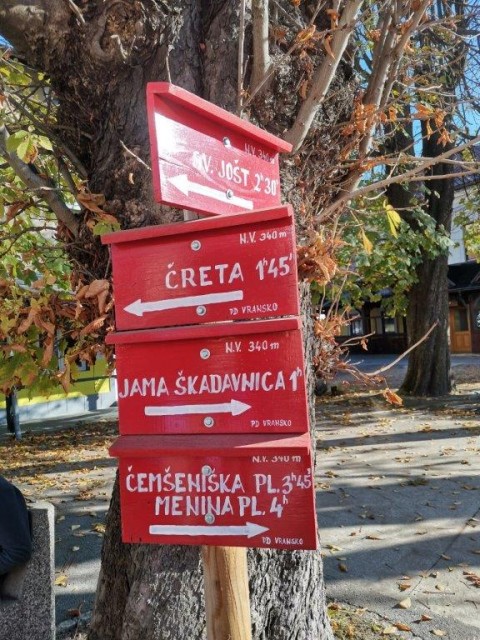 N.V. 340 m
SV. JOŠT 2h30'
N.V. 340 m
ČRETA 1h45'
PD VRANSKO
N.V. 340 m
JAMA ŠKADAVNICA 1h
PD VRANSKO
N.V. 340 m
ČEMŠENIŠKA PL. 3h45'
MENINA PL. 4h
PD VRANSKO